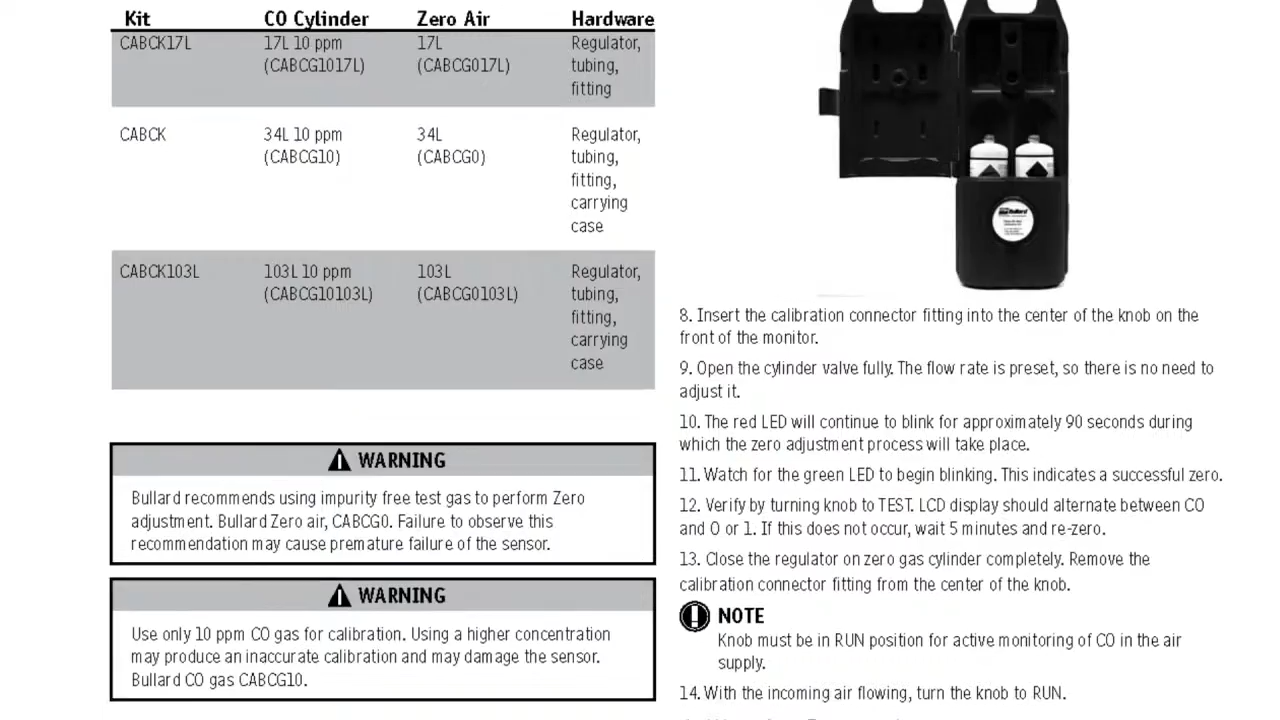 Kit CO Cylinder Zero Air Hardware
CABCK17L 17L 10 ppm 17L Regulator,
(CABCG1017L) (CABCG017L) tubing,
fitting
CABCK 34L 10 ppm 34L Regulator,
(CABCG10) (CABCG0) tubing,
fitting,
carrying
case
CABCK103L 103L 10 ppm 103L Regulator,
(CABCG10103L) (CABCG0103L) tubing,
fitting,
carrying
case
WARNING
Bullard recommends using impurity free test gas to perform Zero
adjustment. Bullard Zero air, CABCG0. Failure to observe this
recommendation may cause premature failure of the sensor.
WARNING
Use only 10 ppm CO gas for calibration. Using a higher concentration
may produce an inaccurate calibration and may damage the sensor.
Bullard CO gas CABCG10.
Bullard
8. Insert the calibration connector fitting into the center of the knob on the
front of the monitor.
9. Open the cylinder valve fully. The flow rate is preset, so there is no need to
adjust it.
10. The red LED will continue to blink for approximately 90 seconds during
which the zero adjustment process will take place.
11. Watch for the green LED to begin blinking. This indicates a successful zero.
12. Verify by turning knob to TEST. LCD display should alternate between CO
and 0 or 1. If this does not occur, wait 5 minutes and re-zero.
13. Close the regulator on zero gas cylinder completely. Remove the
calibration connector fitting from the center of the knob.
NOTE
Knob must be in RUN position for active monitoring of CO in the air
supply.
14. With the incoming air flowing, turn the knob to RUN.